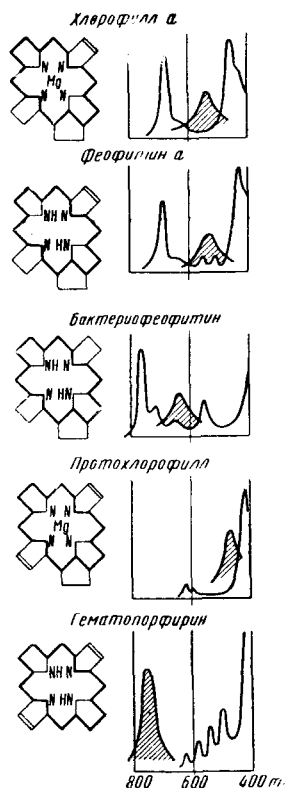 Хлорофилл а
N N
Mg
N N
Феофитин а
NH N
N HN
Бактериофеофитин
NH N
N HN
Протохлорофилл
N N
Mg
N N
Гематопорфирин
NH N
N HN
800 600 400 m